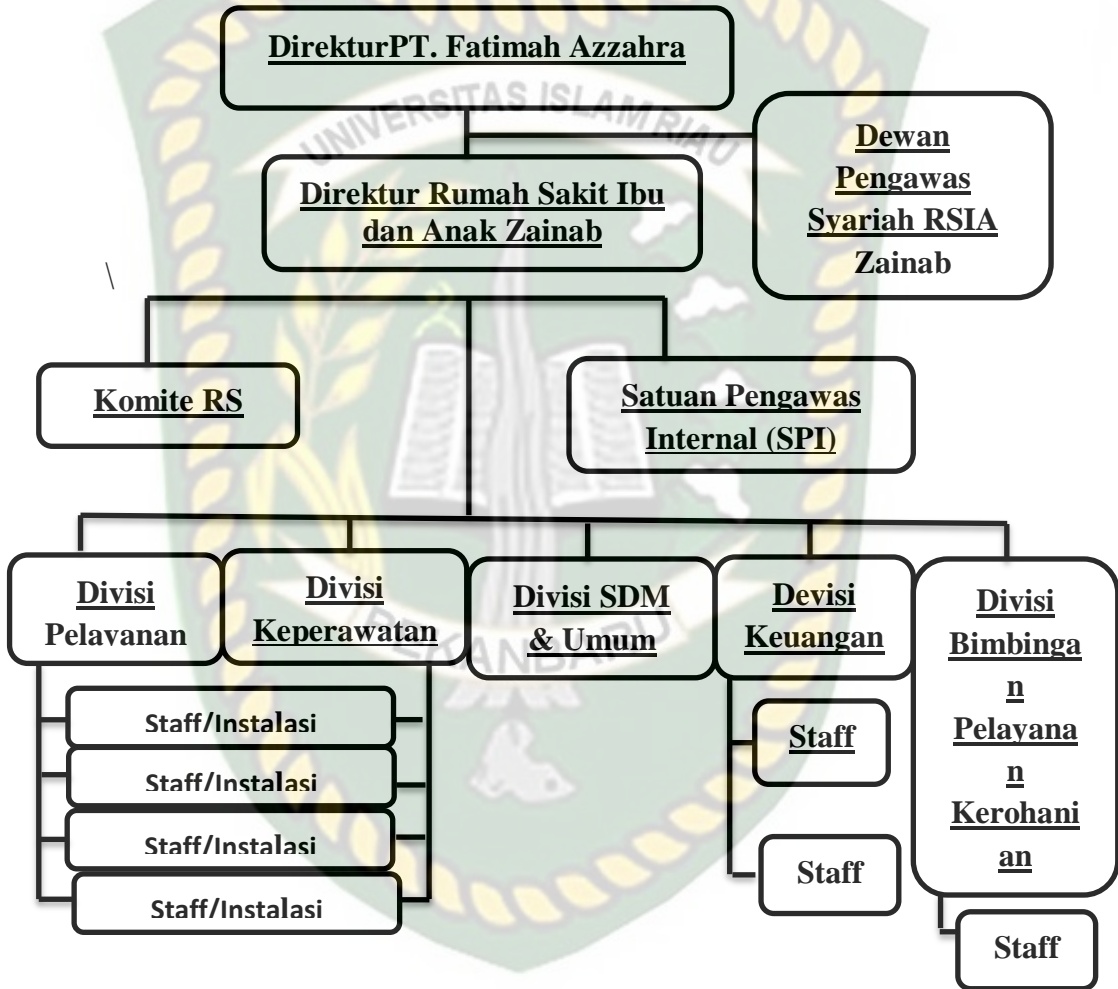 DirekturPT. Fatimah Azzahra
UNIVERSITAS ISLAM RIAU
Direktur Rumah Sakit Ibu
dan Anak Zainab
Dewan
Pengawas
Syariah RSIA
Zainab
\
Komite RS
Satuan Pengawas
Internal (SPI)
Divisi
Pelayanan
Divisi
Keperawatan
Divisi SDM
& Umum
Devisi
Keuangan
Divisi
Bimbinga
n
Pelayana
n
Kerohani
an
PEKANBARU
Staff/Instalasi
Staff/Instalasi
Staff/Instalasi
Staff/Instalasi
Staff
Staff
Staff